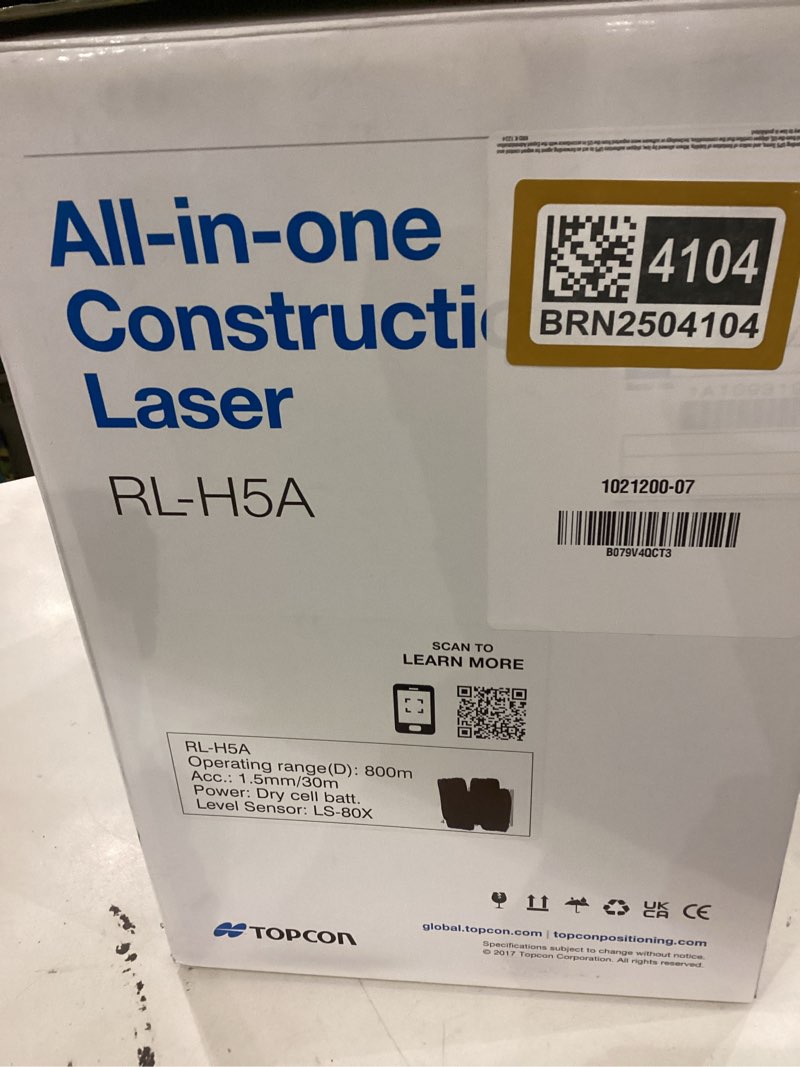 All-in-one
Constructi
Laser
RL-H5A
4104
BRN2504104
1021200-07
B079V4QCT3
SCAN TO
LEARN MORE
RL-H5A
Operating range(D): 800m
Acc.: 1.5mm/30m
Power: Dry cell batt.
Level Sensor: LS-80X
UK
CA
CE
TOPCON
global.topcon.com | topconpositioning.com
Specifications subject to change without notice.
© 2017 Topcon Corporation. All rights reserved.